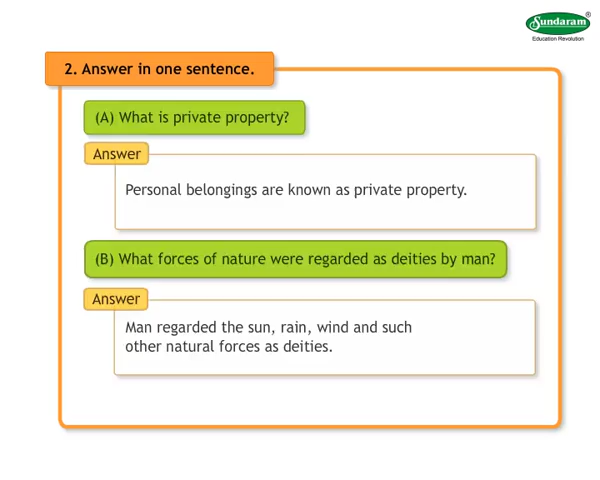 Sundaram®
Education Revolution
2. Answer in one sentence.
(A) What is private property?
Answer
Personal belongings are known as private property.
(B) What forces of nature were regarded as deities by man?
Answer
Man regarded the sun, rain, wind and such
other natural forces as deities.